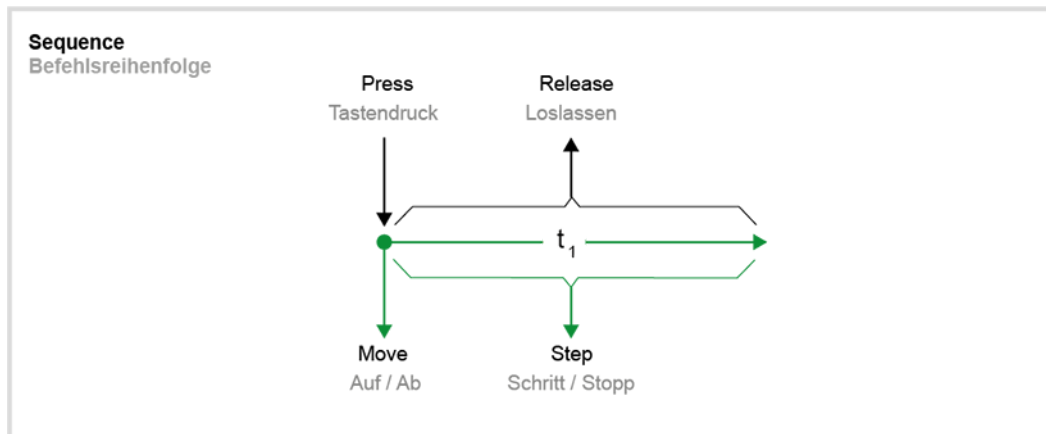 Sequence
Befehlsreihenfolge
Press
Tastendruck
Release
Loslassen
t1
Move
Auf / Ab
Step
Schritt / Stopp